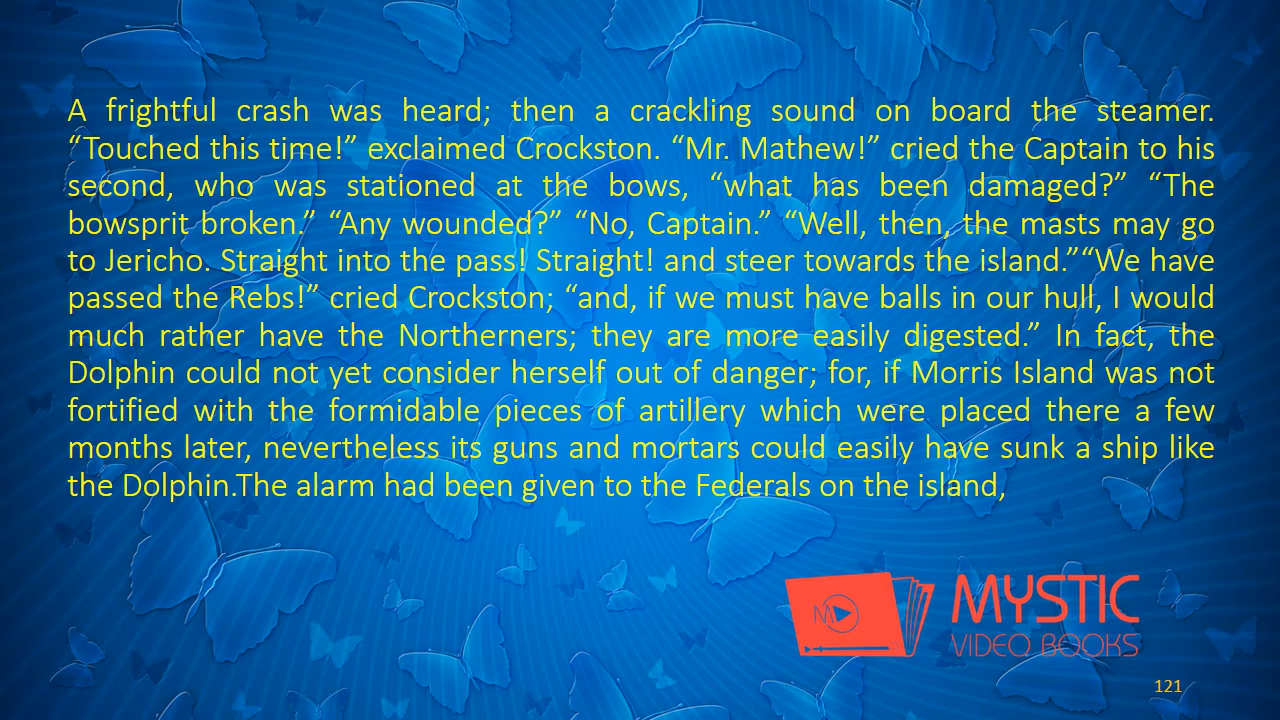 A frightful crash was heard; then a crackling sound on board the steamer.
“Touched this time!” exclaimed Crockston. “Mr. Mathew!” cried the Captain to his
second, who was stationed at the bows, “what has been damaged?” “The
bowsprit broken.” “Any wounded?” “No, Captain.” “Well, then, the masts may go
to Jericho. Straight into the pass! Straight! and steer towards the island.”“We have
passed the Rebs!” cried Crockston; “and, if we must have balls in our hull, I would
much rather have the Northerners; they are more easily digested.” In fact, the
Dolphin could not yet consider herself out of danger; for, if Morris Island was not
fortified with the formidable pieces of artillery which were placed there a few
months later, nevertheless its guns and mortars could easily have sunk a ship like
the Dolphin.The alarm had been given to the Federals on the island,
M
MYSTIC
VIDEO BOOKS
121